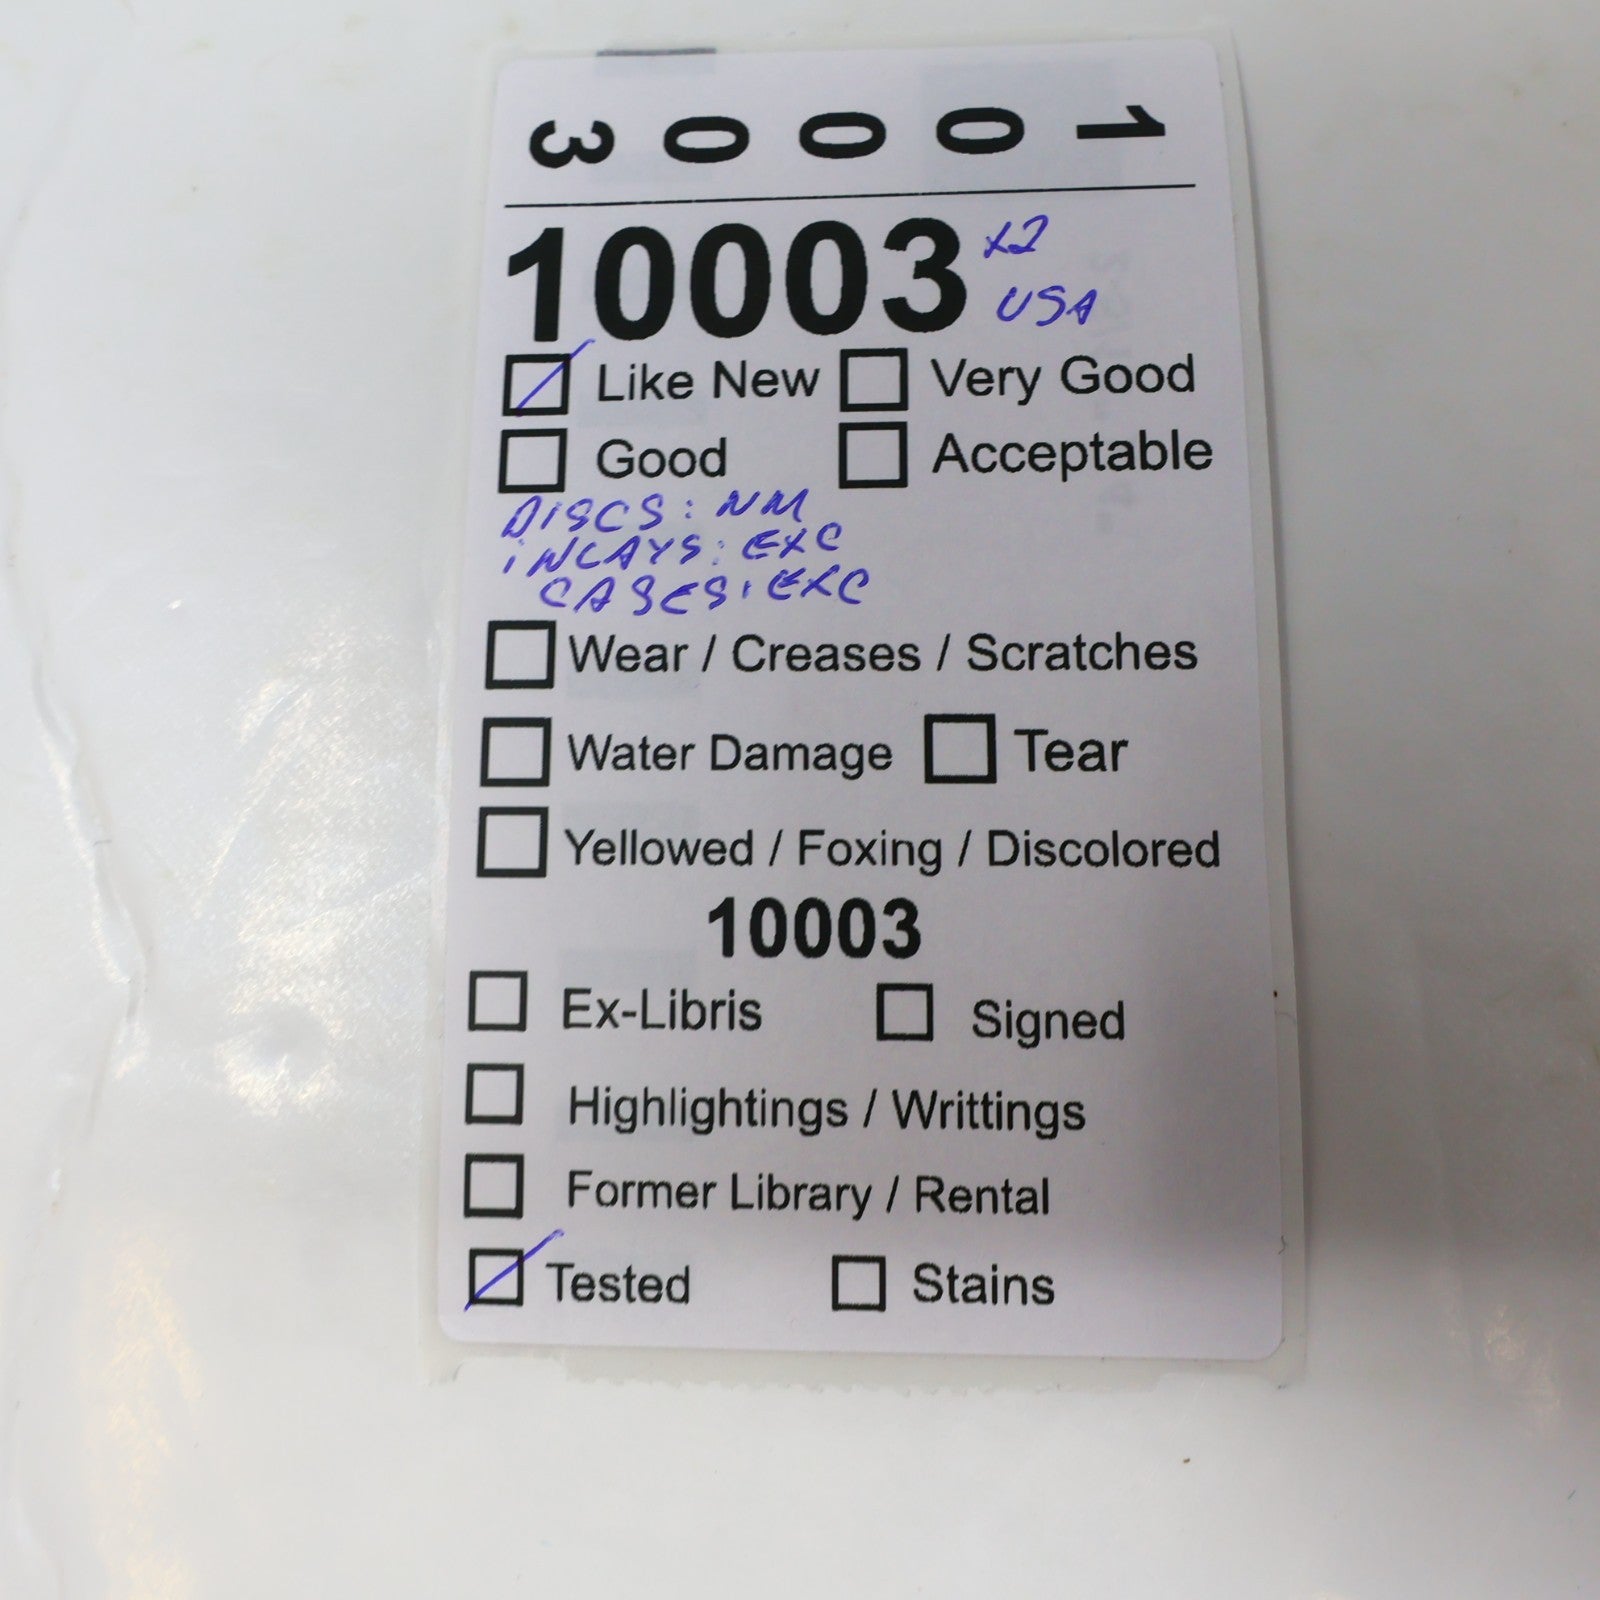 10003
10003 x2
USA
Like New Very Good
Good Acceptable
DISCS: NM
INLAYS: EXC
CASES: EXC
Wear / Creases / Scratches
Water Damage Tear
Yellowed / Foxing / Discolored
10003
Ex-Libris Signed
Highlightings / Writtings
Former Library / Rental
Tested Stains